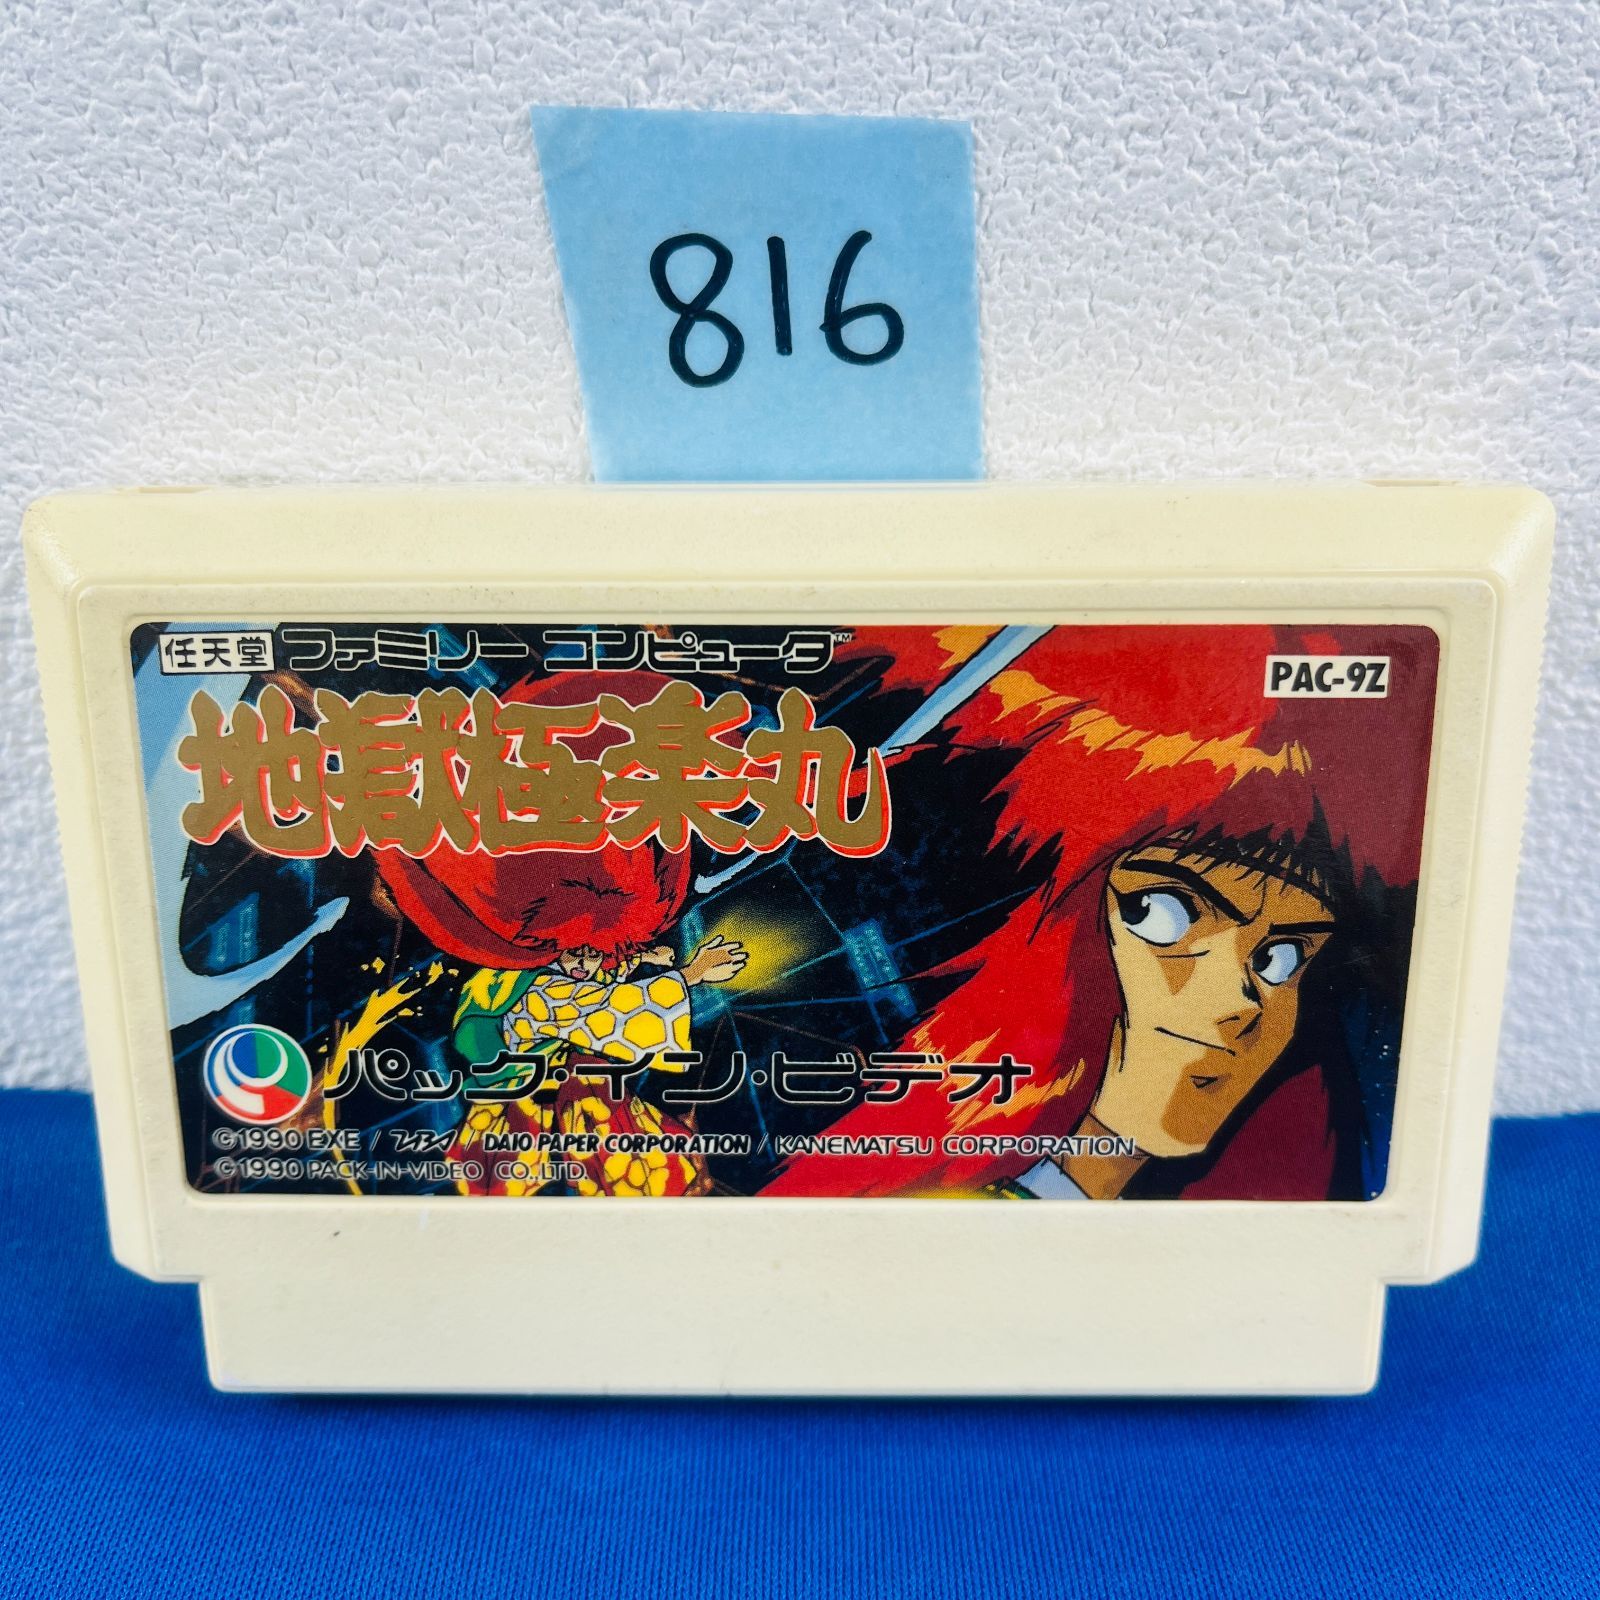 816
任天堂 ファミリー コンピュータ™
PAC-9Z
地獄極楽丸
パック・イン・ビデオ
©1990 EXE / TBS / DAIO PAPER CORPORATION / KANEMATSU CORPORATION
©1990 PACK-IN-VIDEO CO.,LTD.